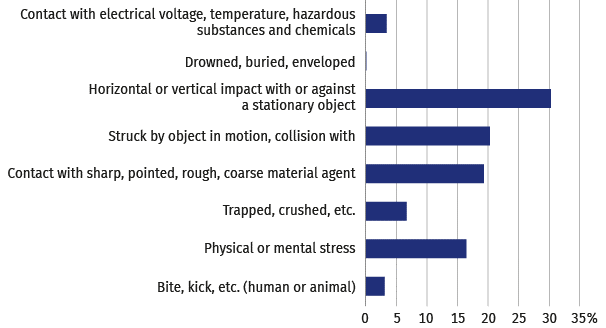 Contact with electrical voltage, temperature, hazardous
substances and chemicals
Drowned, buried, enveloped
Horizontal or vertical impact with or against
a stationary object
Struck by object in motion, collision with
Contact with sharp, pointed, rough, coarse material agent
Trapped, crushed, etc.
Physical or mental stress
Bite, kick, etc. (human or animal)
0 5 10 15 20 25 30 35%